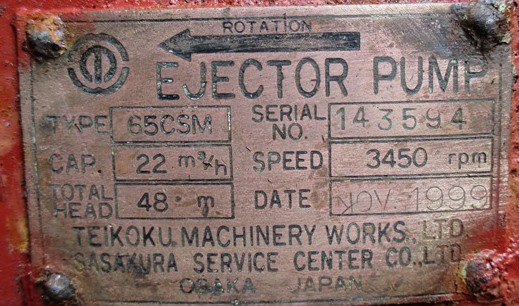 ROTATION
EJECTOR PUMP
TYPE 65CSM SERIAL NO. 143594
CAP. 22 m³/h SPEED 3450 rpm
TOTAL HEAD 48 m DATE NOV. 1999
TEIKOKU MACHINERY WORKS., LTD.
SASAKURA SERVICE CENTER CO., LTD.
OSAKA JAPAN